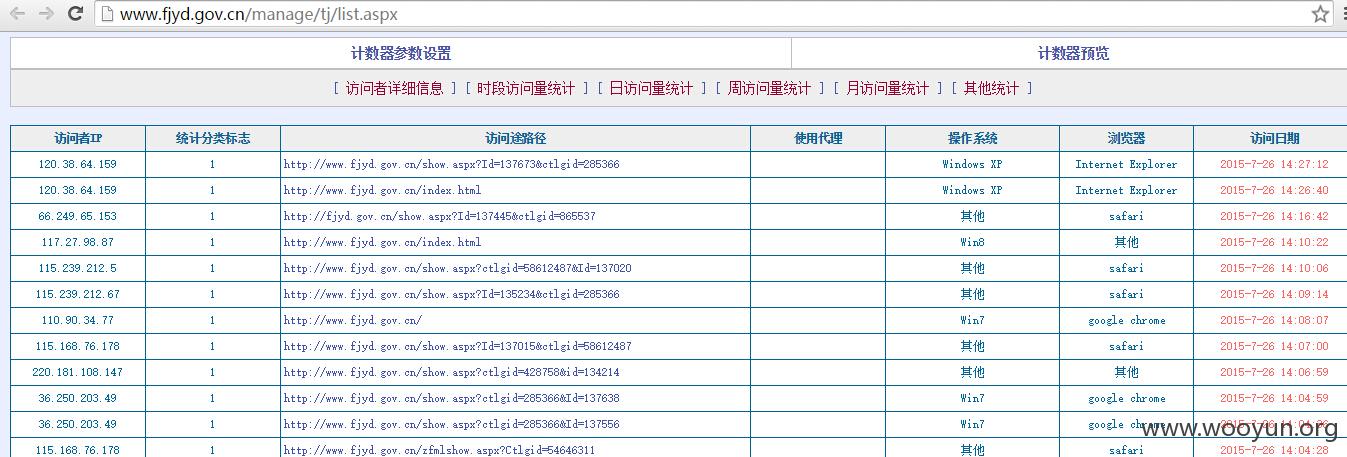 www.fjyd.gov.cn/manage/tj/list.aspx
计数器参数设置 计数器预览
[ 访问者详细信息 ] [ 时段访问量统计 ] [ 日访问量统计 ] [ 周访问量统计 ] [ 月访问量统计 ] [ 其他统计 ]
访问者IP 统计分类标志 访问途路径 使用代理 操作系统 浏览器 访问日期
120.38.64.159 1 http://www.fjyd.gov.cn/show.aspx?Id=137673&ctlgid=285366 Windows XP Internet Explorer 2015-7-26 14:27:12
120.38.64.159 1 http://www.fjyd.gov.cn/index.html Windows XP Internet Explorer 2015-7-26 14:26:40
66.249.65.153 1 http://fjyd.gov.cn/show.aspx?Id=137445&ctlgid=865537 其他 safari 2015-7-26 14:16:42
117.27.98.87 1 http://www.fjyd.gov.cn/index.html Win8 其他 2015-7-26 14:10:22
115.239.212.5 1 http://www.fjyd.gov.cn/show.aspx?ctlgid=58612487&Id=137020 其他 safari 2015-7-26 14:10:06
115.239.212.67 1 http://www.fjyd.gov.cn/show.aspx?Id=135234&ctlgid=285366 其他 safari 2015-7-26 14:09:14
110.90.34.77 1 http://www.fjyd.gov.cn/ Win7 google chrome 2015-7-26 14:08:07
115.168.76.178 1 http://www.fjyd.gov.cn/show.aspx?Id=137015&ctlgid=58612487 其他 safari 2015-7-26 14:07:00
220.181.108.147 1 http://www.fjyd.gov.cn/show.aspx?ctlgid=428758&id=134214 其他 其他 2015-7-26 14:06:59
36.250.203.49 1 http://www.fjyd.gov.cn/show.aspx?ctlgid=285366&Id=137638 Win7 google chrome 2015-7-26 14:04:59
36.250.203.49 1 http://www.fjyd.gov.cn/show.aspx?ctlgid=285366&Id=137556 Win7 google chrome 2015-7-26
www.wooyun.org
115.168.76.178 1 http://www.fjyd.gov.cn/zfmlshow.aspx?Ctlgid=54646311 其他 safari 2015-7-26 14:04:28